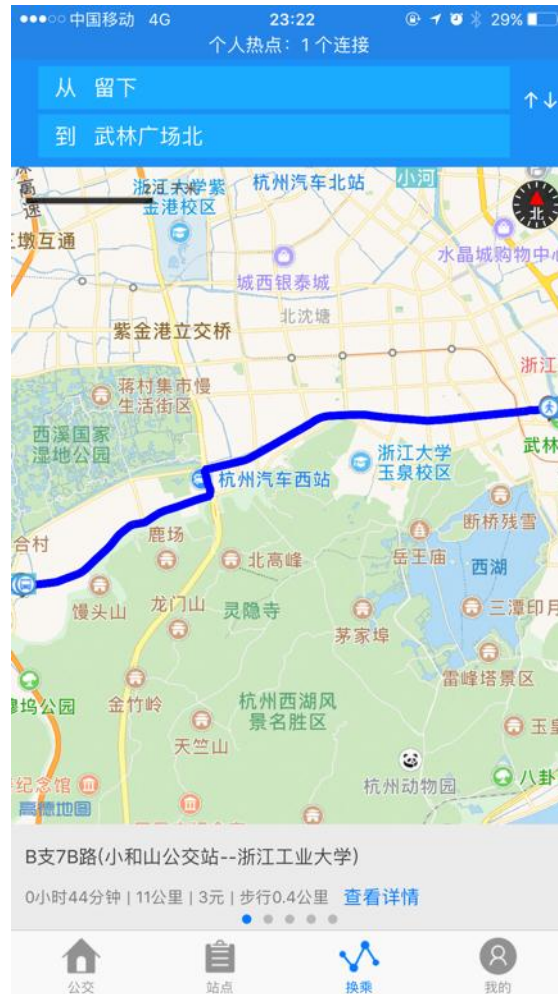 中国移动 4G 23:22 29%
个人热点：1 个连接
从 留下
到 武林广场北
高
速
浙江大学紫
金港校区
杭州汽车北站
小河
北
墩互通
水晶城购物中心
城西银泰城
北沈塘
紫金港立交桥
浙江
蒋村集市慢
生活街区
西溪国家
湿地公园
武林
浙江大学
玉泉校区
杭州汽车西站
断桥残雪
合村
鹿场
北高峰
岳王庙
西湖
馒头山
龙门山
灵隐寺
三潭印月
茅家埠
雷峰塔景区
坞公园
金竹岭
杭州西湖风
景名胜区
天竺山
纪念馆
杭州动物园
八卦
高德地图
B支7B路(小和山公交站--浙江工业大学)
0小时44分钟 | 11公里 | 3元 | 步行0.4公里 查看详情
公交 站点 换乘 我的